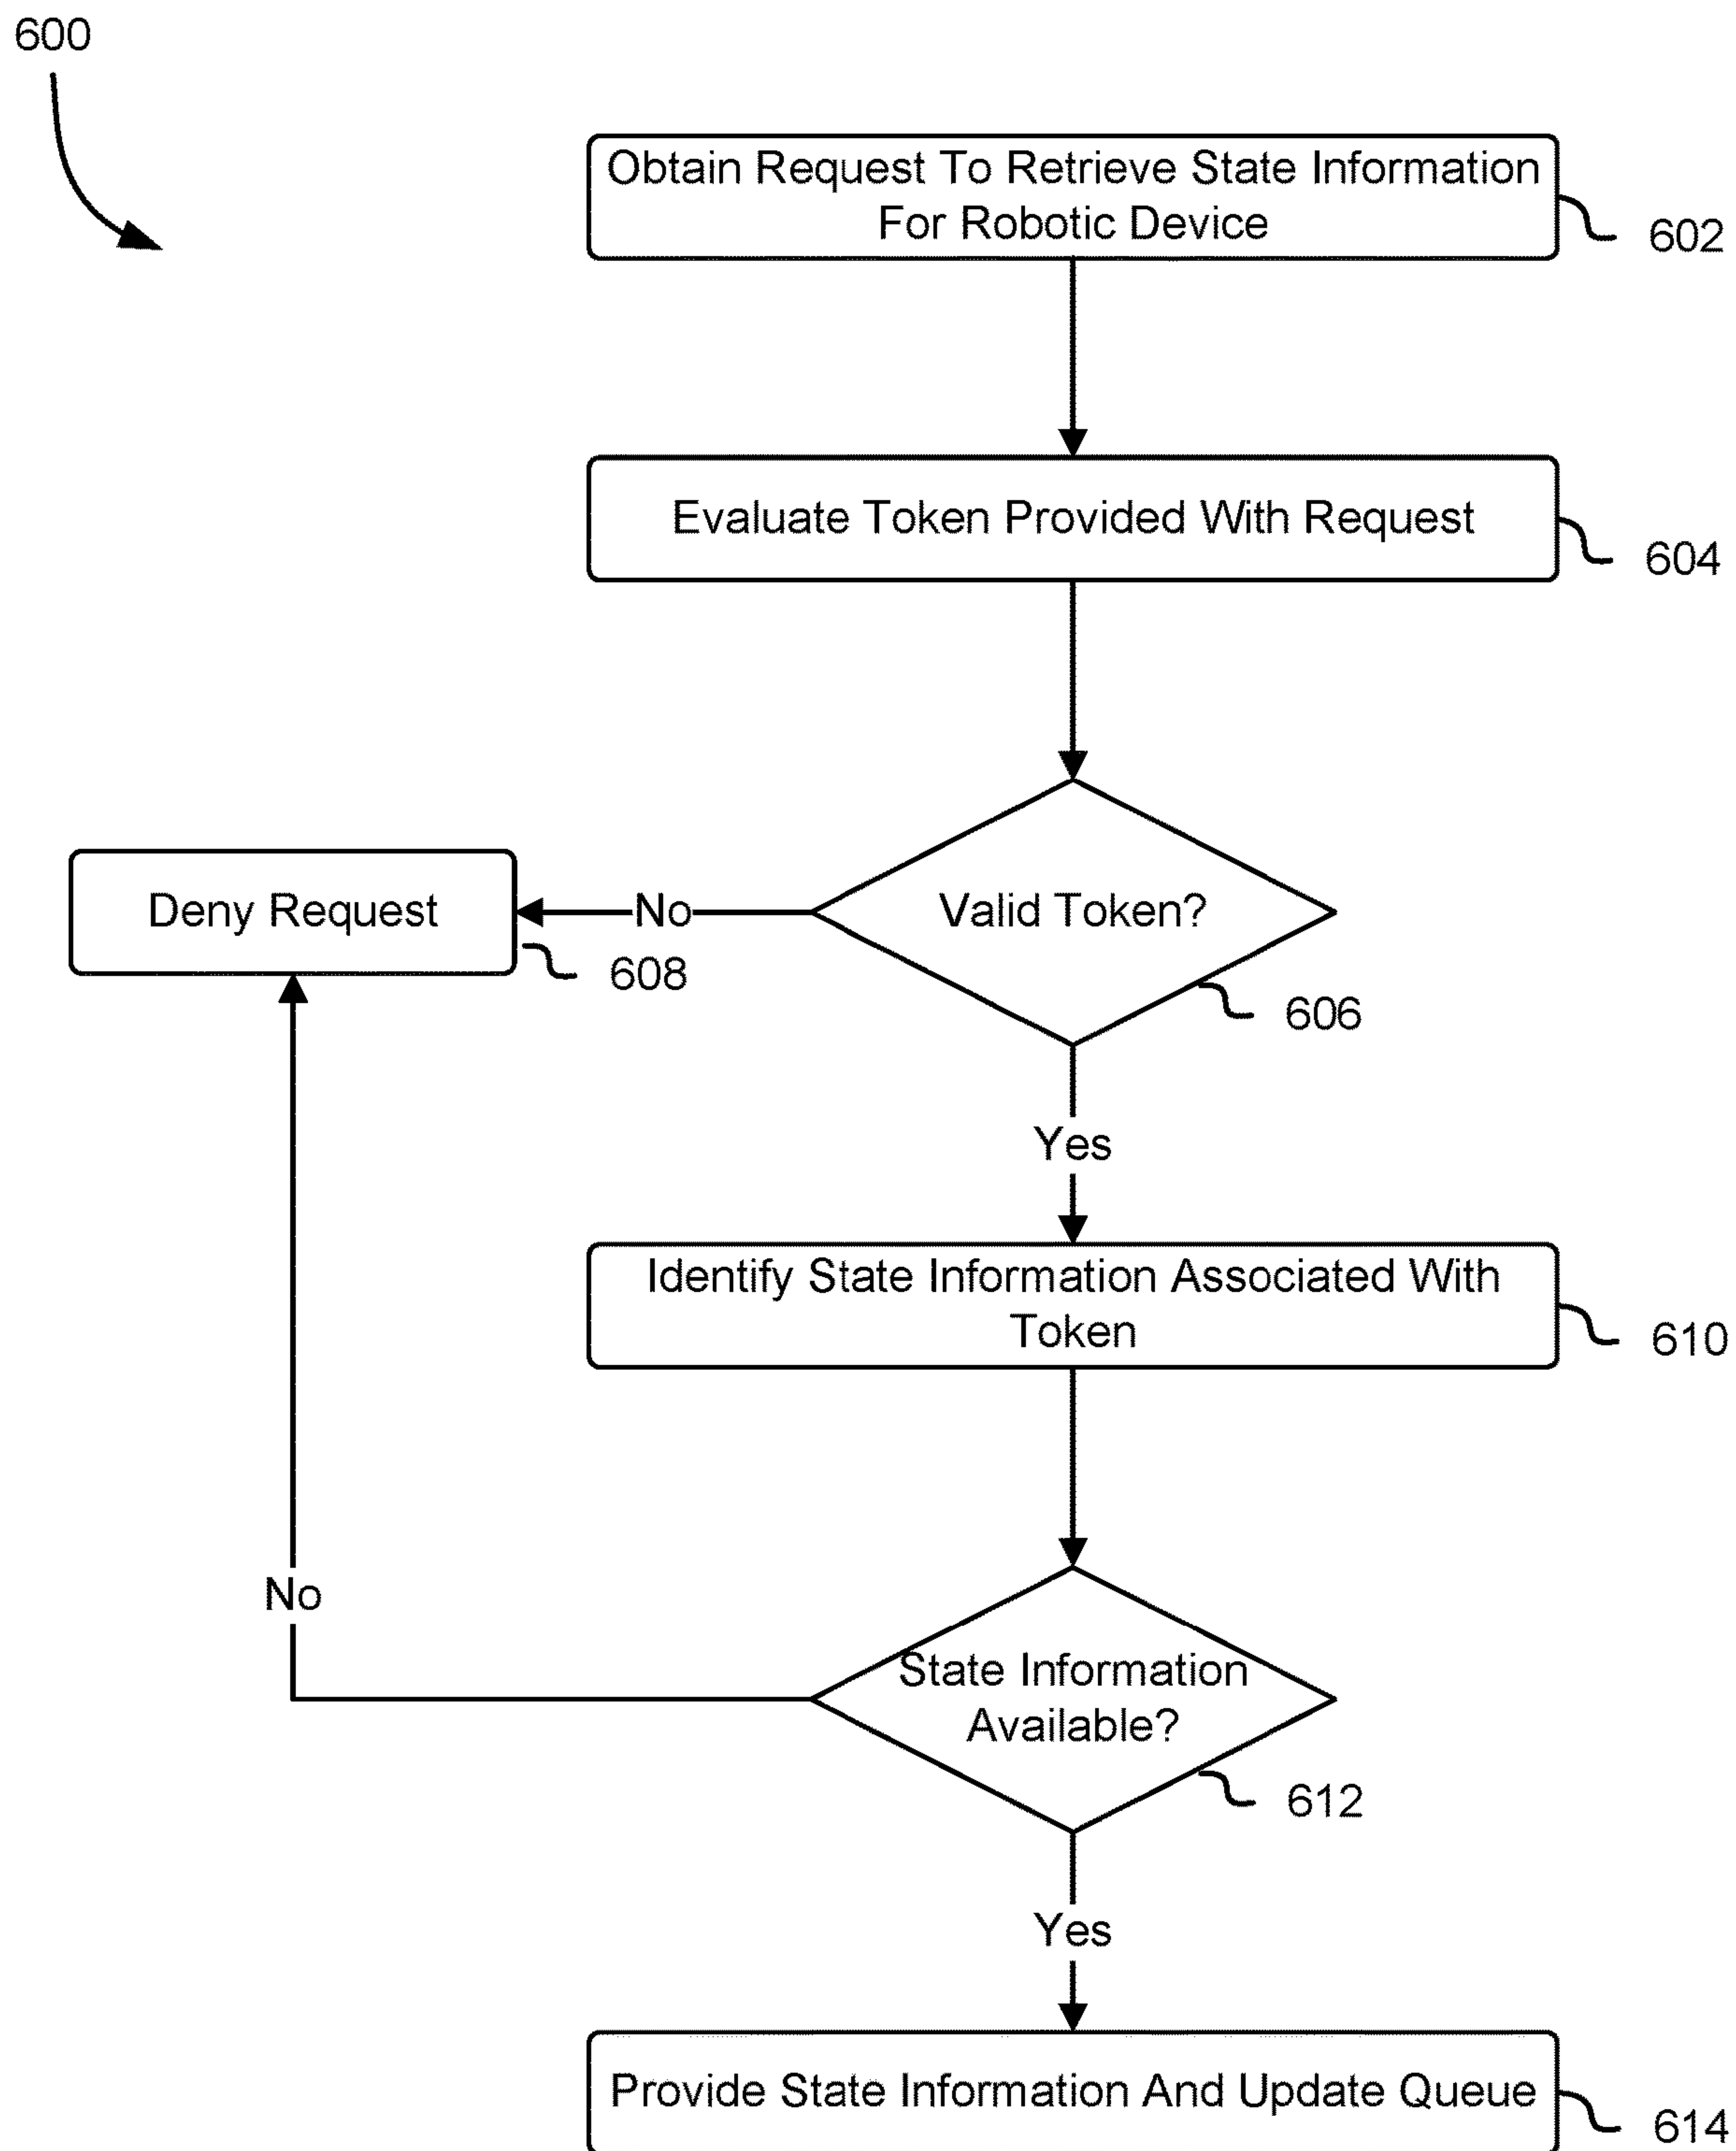 600
Obtain Request To Retrieve State Information
For Robotic Device
602
Evaluate Token Provided With Request
604
Valid Token?
606
No
Deny Request
608
Yes
Identify State Information Associated With
Token
610
State Information
Available?
612
No
Yes
Provide State Information And Update Queue
614